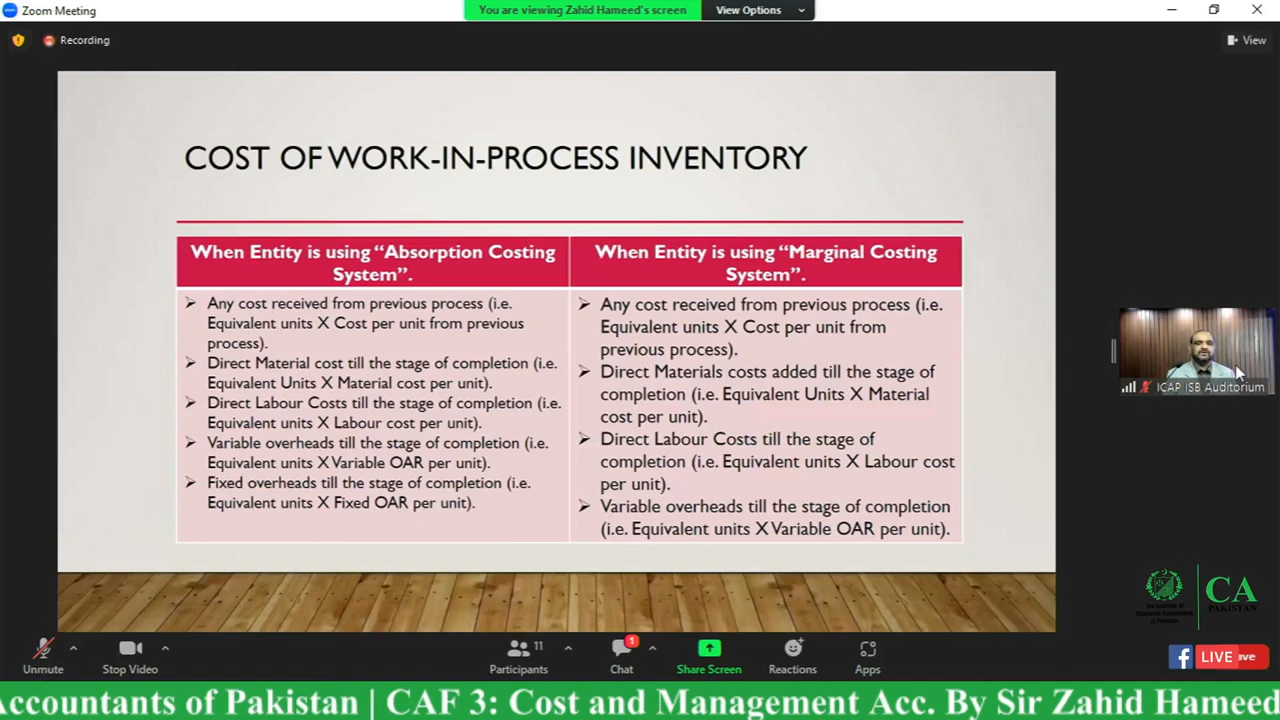 Zoom Meeting
You are viewing Zahid Hameed's screen
View Options
Recording
View
COST OF WORK-IN-PROCESS INVENTORY
When Entity is using “Absorption Costing
System”.
➢ Any cost received from previous process (i.e.
Equivalent units X Cost per unit from previous
process).
➢ Direct Material cost till the stage of completion (i.e.
Equivalent Units X Material cost per unit).
➢ Direct Labour Costs till the stage of completion (i.e.
Equivalent units X Labour cost per unit).
➢ Variable overheads till the stage of completion (i.e.
Equivalent units X Variable OAR per unit).
➢ Fixed overheads till the stage of completion (i.e.
Equivalent units X Fixed OAR per unit).
When Entity is using “Marginal Costing
System”.
➢ Any cost received from previous process (i.e.
Equivalent units X Cost per unit from
previous process).
➢ Direct Materials costs added till the stage of
completion (i.e. Equivalent Units X Material
cost per unit).
➢ Direct Labour Costs till the stage of
completion (i.e. Equivalent units X Labour cost
per unit).
➢ Variable overheads till the stage of completion
(i.e. Equivalent units X Variable OAR per unit).
ICAP ISB Auditorium
The Institute of
Chartered Accountants
of Pakistan
CA
PAKISTAN
Unmute
Stop Video
Participants
11
Chat
1
Share Screen
Reactions
Apps
LIVE
Accountants of Pakistan | CAF 3: Cost and Management Acc. By Sir Zahid Hameed